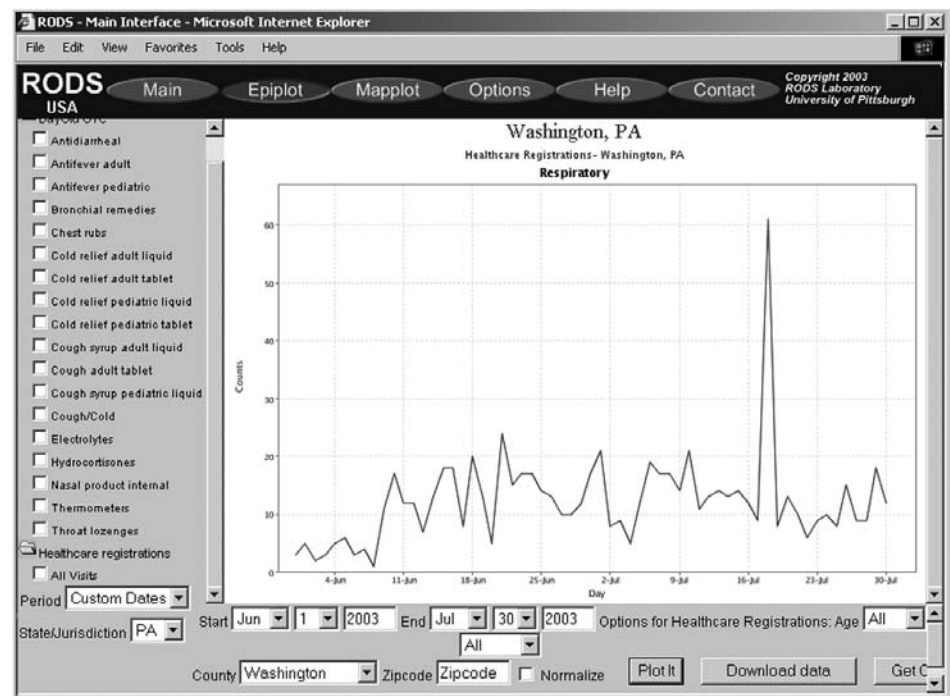 RODS - Main Interface - Microsoft Internet Explorer
File Edit View Favorites Tools Help
RODS
USA
Main Epiplot Mapplot Options Help Contact
Copyright 2003
RODS Laboratory
University of Pittsburgh
DayOld OTC
Antidiarrheal
Antifever adult
Antifever pediatric
Bronchial remedies
Chest rubs
Cold relief adult liquid
Cold relief adult tablet
Cold relief pediatric liquid
Cold relief pediatric tablet
Cough syrup adult liquid
Cough adult tablet
Cough syrup pediatric liquid
Cough/Cold
Electrolytes
Hydrocortisones
Nasal product internal
Thermometers
Throat lozenges
Healthcare registrations
All Visits
Period Custom Dates
State/Jurisdiction PA
Washington, PA
Healthcare Registrations- Washington, PA
Respiratory
60
50
40
30
20
10
0
Counts
4-Jun 11-Jun 18-Jun 25-Jun 2-Jul 9-Jul 16-Jul 23-Jul 30-Jul
Day
Start Jun 1 2003 End Jul 30 2003 Options for Healthcare Registrations: Age All
All
County Washington Zipcode Zipcode Normalize Plot It Download data Get